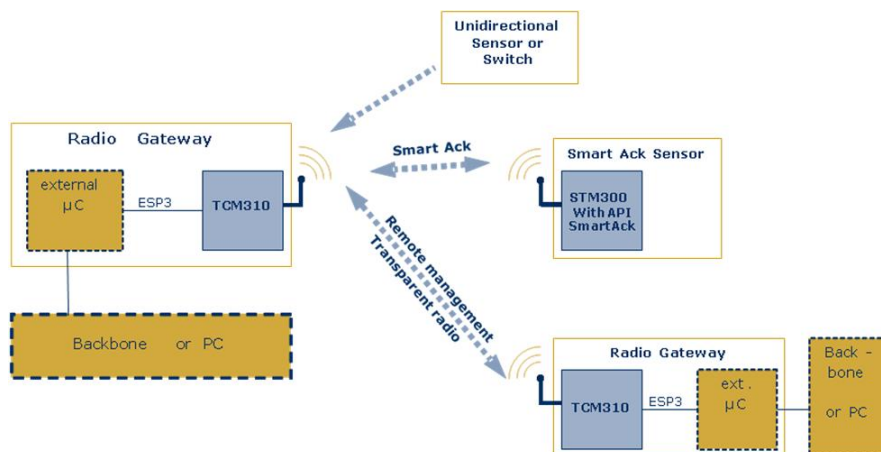 Unidirectional
Sensor or
Switch
Radio Gateway
external
µC
ESP3
TCM310
Backbone or PC
Smart Ack
Smart Ack Sensor
STM300
With API
SmartAck
Remote management
Transparent radio
Radio Gateway
TCM310
ESP3
ext.
µC
Back -
bone
or PC